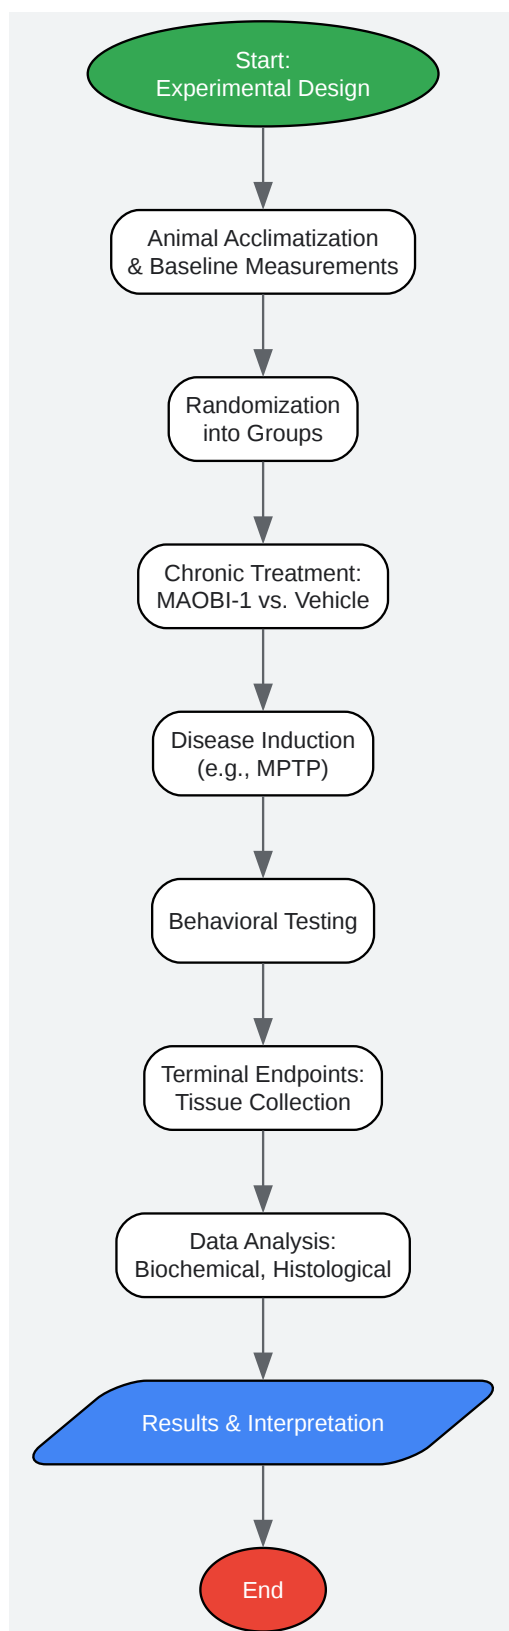 Start:
Experimental Design
Animal Acclimatization
& Baseline Measurements
Randomization
into Groups
Chronic Treatment:
MAOBI-1 vs. Vehicle
Disease Induction
(e.g., MPTP)
Behavioral Testing
Terminal Endpoints:
Tissue Collection
Data Analysis:
Biochemical, Histological
Results & Interpretation
End